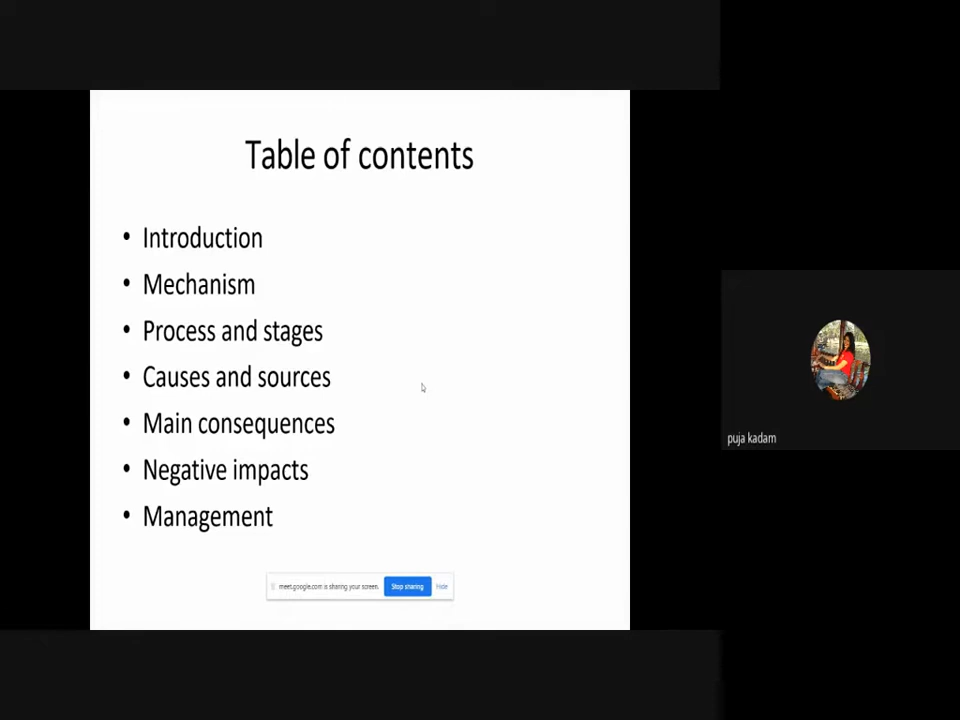 Table of contents
• Introduction
• Mechanism
• Process and stages
• Causes and sources
• Main consequences
• Negative impacts
• Management
meet.google.com is sharing your screen. Stop sharing Hide
puja kadam